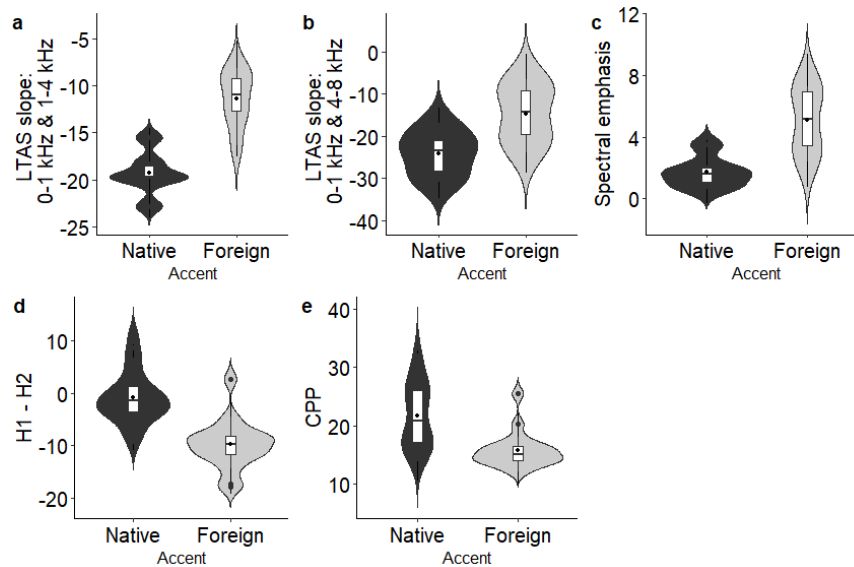 a
LTAS slope:
0-1 kHz & 1-4 kHz
-5
-10
-15
-20
-25
Native Foreign
Accent
b
LTAS slope:
0-1 kHz & 4-8 kHz
0
-10
-20
-30
-40
Native Foreign
Accent
c
Spectral emphasis
12
8
4
0
Native Foreign
Accent
d
H1 - H2
10
0
-10
-20
Native Foreign
Accent
e
CPP
40
30
20
10
Native Foreign
Accent